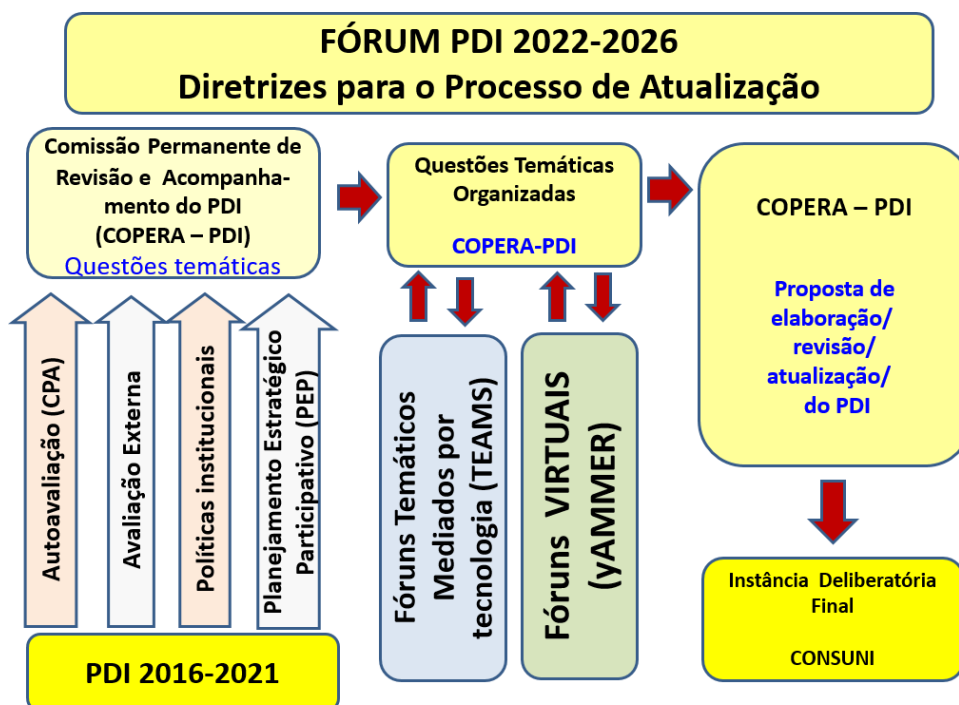 FÓRUM PDI 2022-2026
Diretrizes para o Processo de Atualização
Comissão Permanente de
Revisão e Acompanha-
mento do PDI
(COPERA – PDI)
Questões temáticas
Questões Temáticas
Organizadas
COPERA-PDI
COPERA – PDI
Proposta de
elaboração/
revisão/
atualização/
do PDI
Autoavaliação (CPA)
Avaliação Externa
Políticas institucionais
Planejamento Estratégico
Participativo (PEP)
Fóruns Temáticos
Mediados por
tecnologia (TEAMS)
Fóruns VIRTUAIS
(yAMMER)
Instância Deliberatória
Final
CONSUNI
PDI 2016-2021